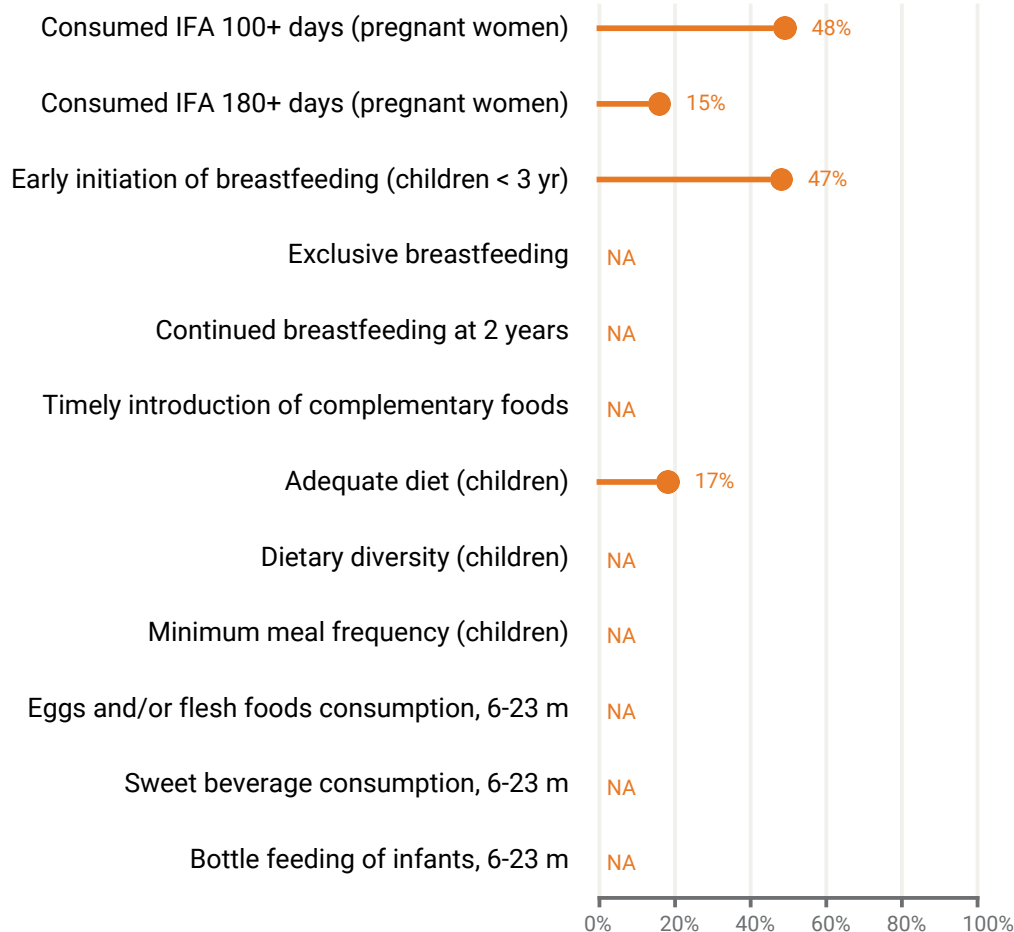 Consumed IFA 100+ days (pregnant women) 48%
Consumed IFA 180+ days (pregnant women) 15%
Early initiation of breastfeeding (children < 3 yr) 47%
Exclusive breastfeeding NA
Continued breastfeeding at 2 years NA
Timely introduction of complementary foods NA
Adequate diet (children) 17%
Dietary diversity (children) NA
Minimum meal frequency (children) NA
Eggs and/or flesh foods consumption, 6-23 m NA
Sweet beverage consumption, 6-23 m NA
Bottle feeding of infants, 6-23 m NA
0% 20% 40% 60% 80% 100%